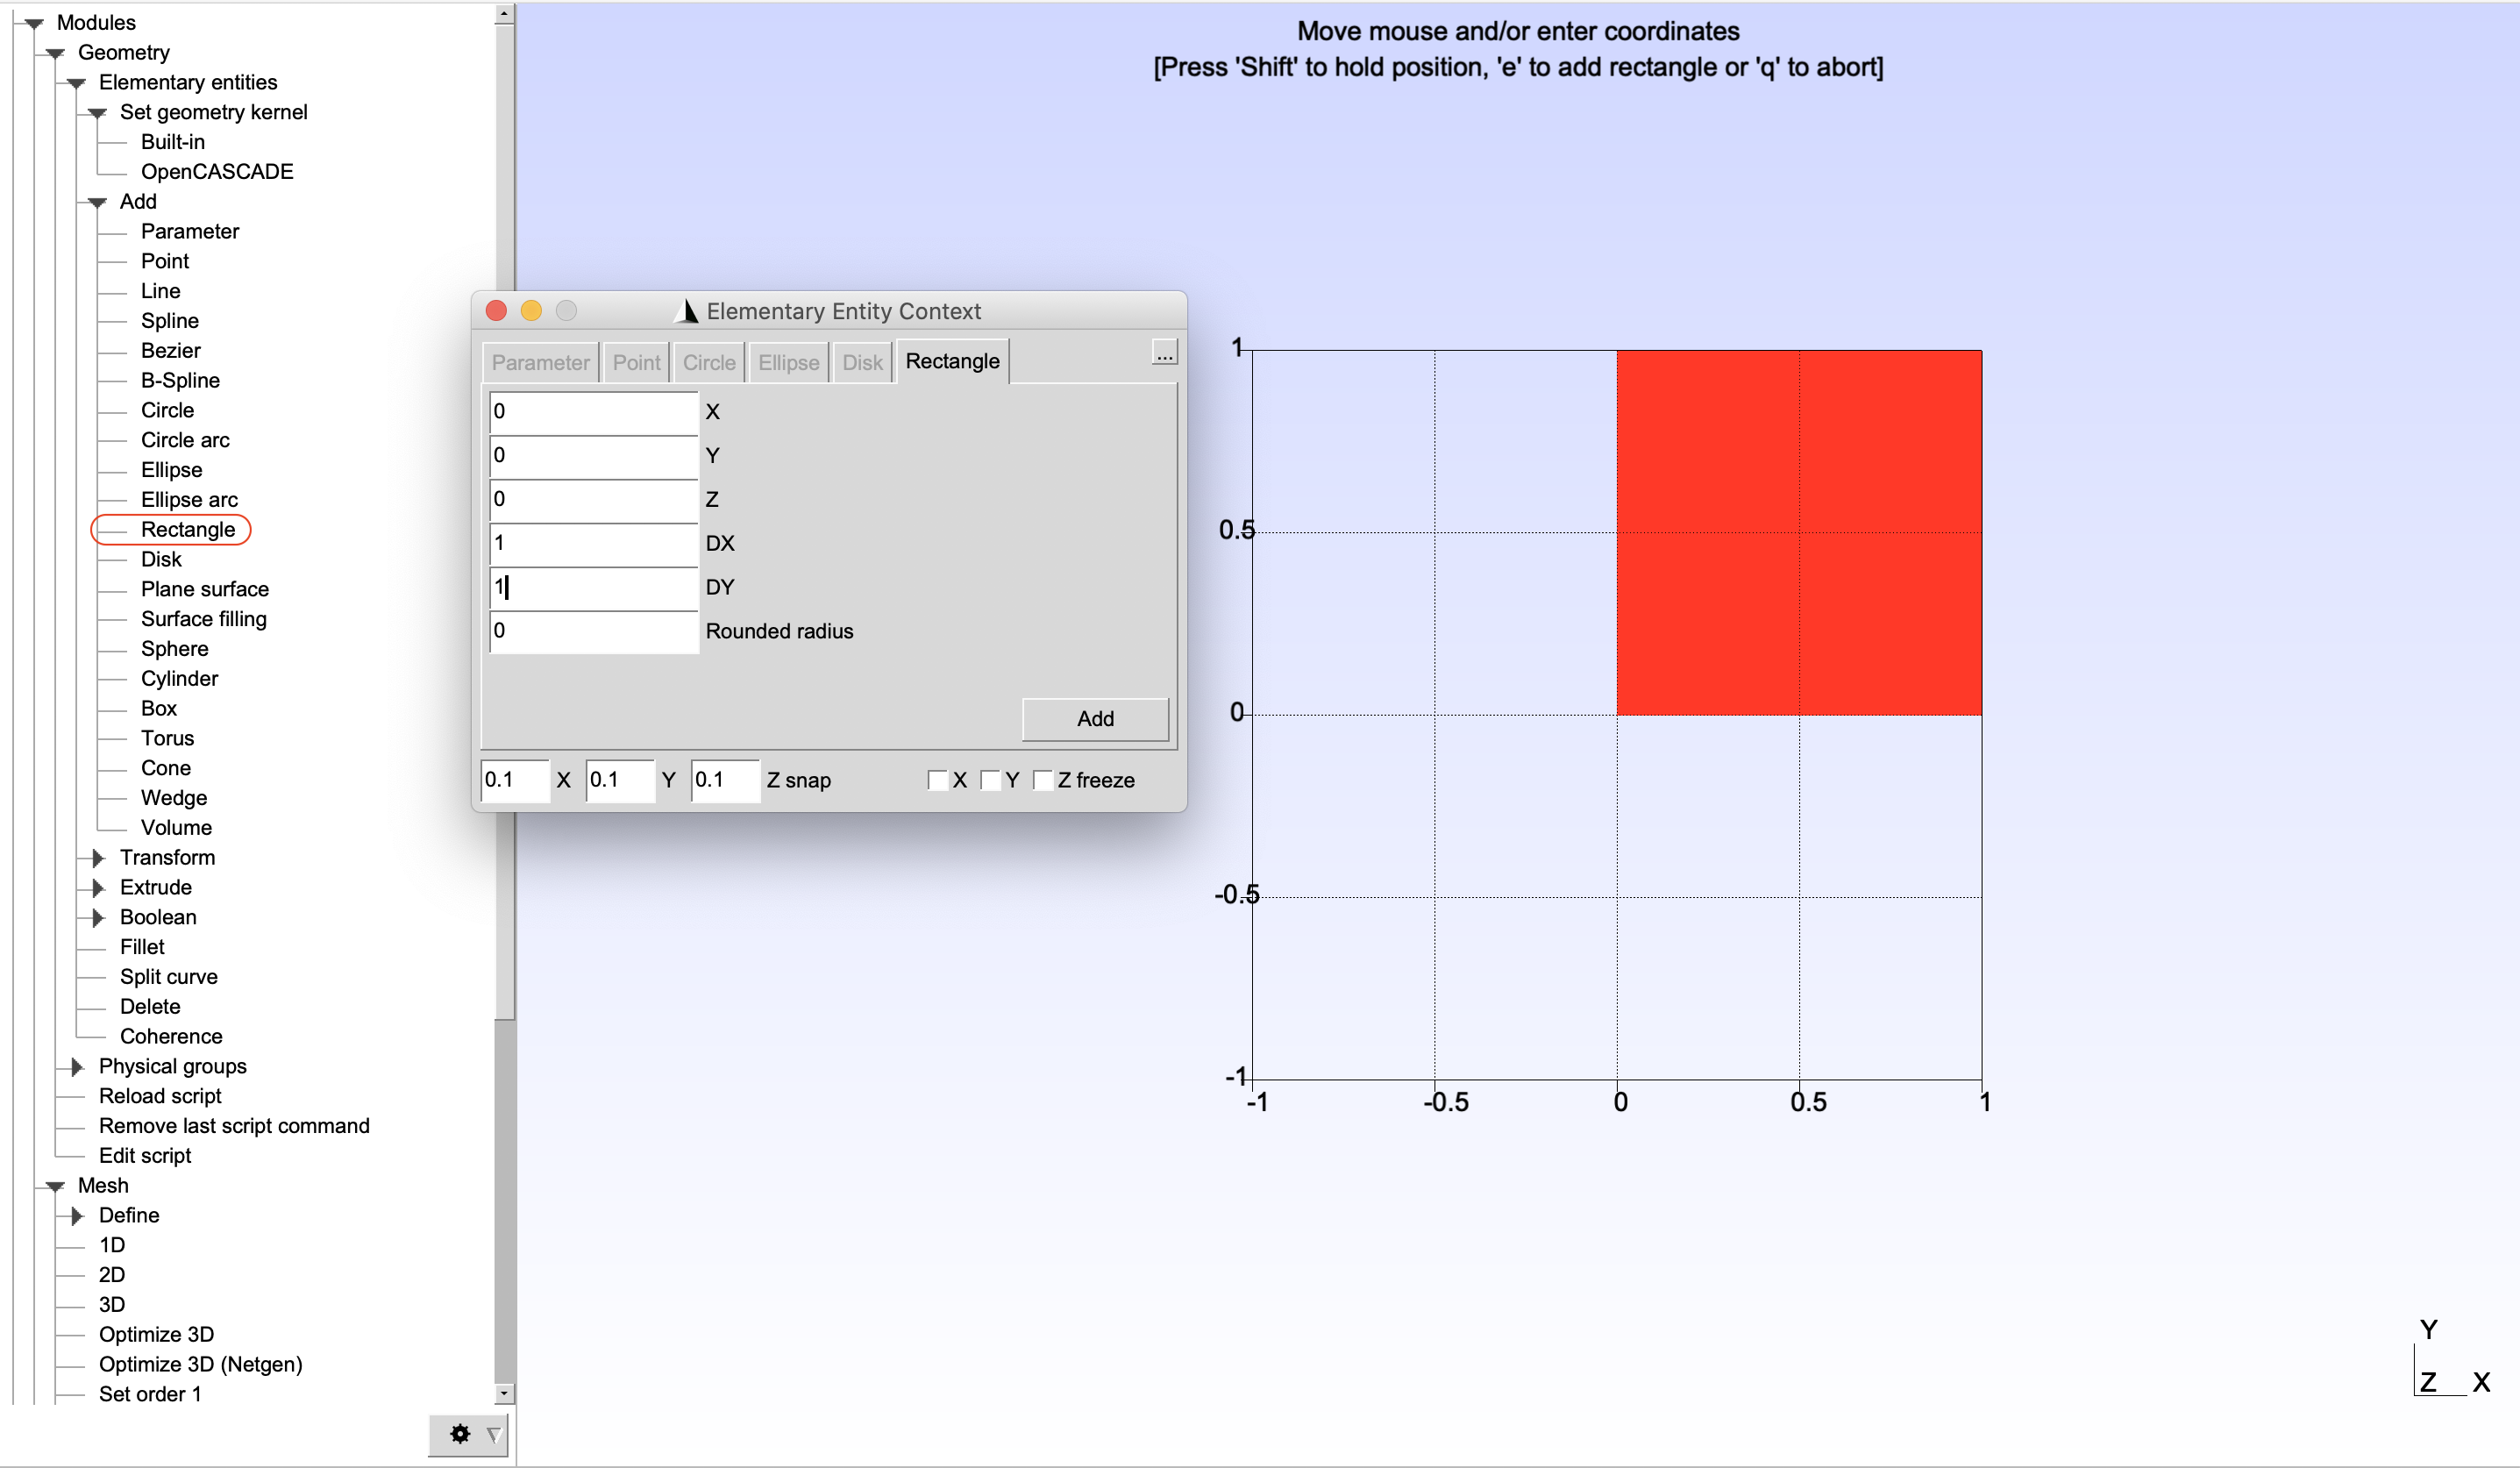 Modules
Geometry
Elementary entities
Set geometry kernel
Built-in
OpenCASCADE
Add
Parameter
Point
Line
Spline
Bezier
B-Spline
Circle
Circle arc
Ellipse
Ellipse arc
Rectangle
Disk
Plane surface
Surface filling
Sphere
Cylinder
Box
Torus
Cone
Wedge
Volume
Transform
Extrude
Boolean
Fillet
Split curve
Delete
Coherence
Physical groups
Reload script
Remove last script command
Edit script
Mesh
Define
1D
2D
3D
Optimize 3D
Optimize 3D (Netgen)
Set order 1
Move mouse and/or enter coordinates
[Press 'Shift' to hold position, 'e' to add rectangle or 'q' to abort]
Elementary Entity Context
Parameter Point Circle Ellipse Disk Rectangle ...
0 X
0 Y
0 Z
1 DX
1 DY
0 Rounded radius
Add
0.1 X 0.1 Y 0.1 Z snap X Y Z freeze
1
0.5
0
-0.5
-1
-1 -0.5 0 0.5 1
Y
Z X